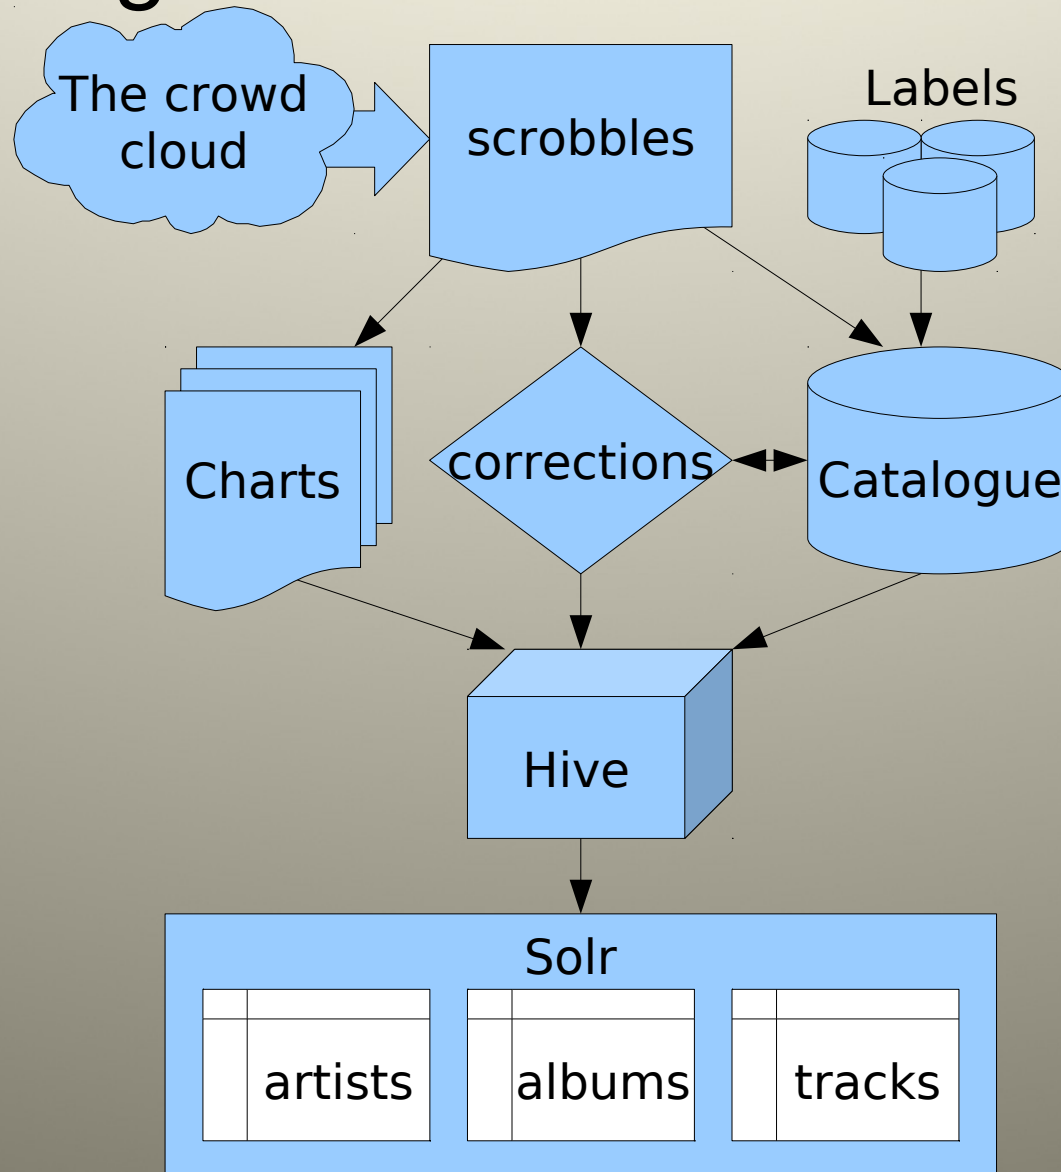 The crowd
cloud
scrobbles
Labels
Charts
corrections
Catalogue
Hive
Solr
artists
albums
tracks